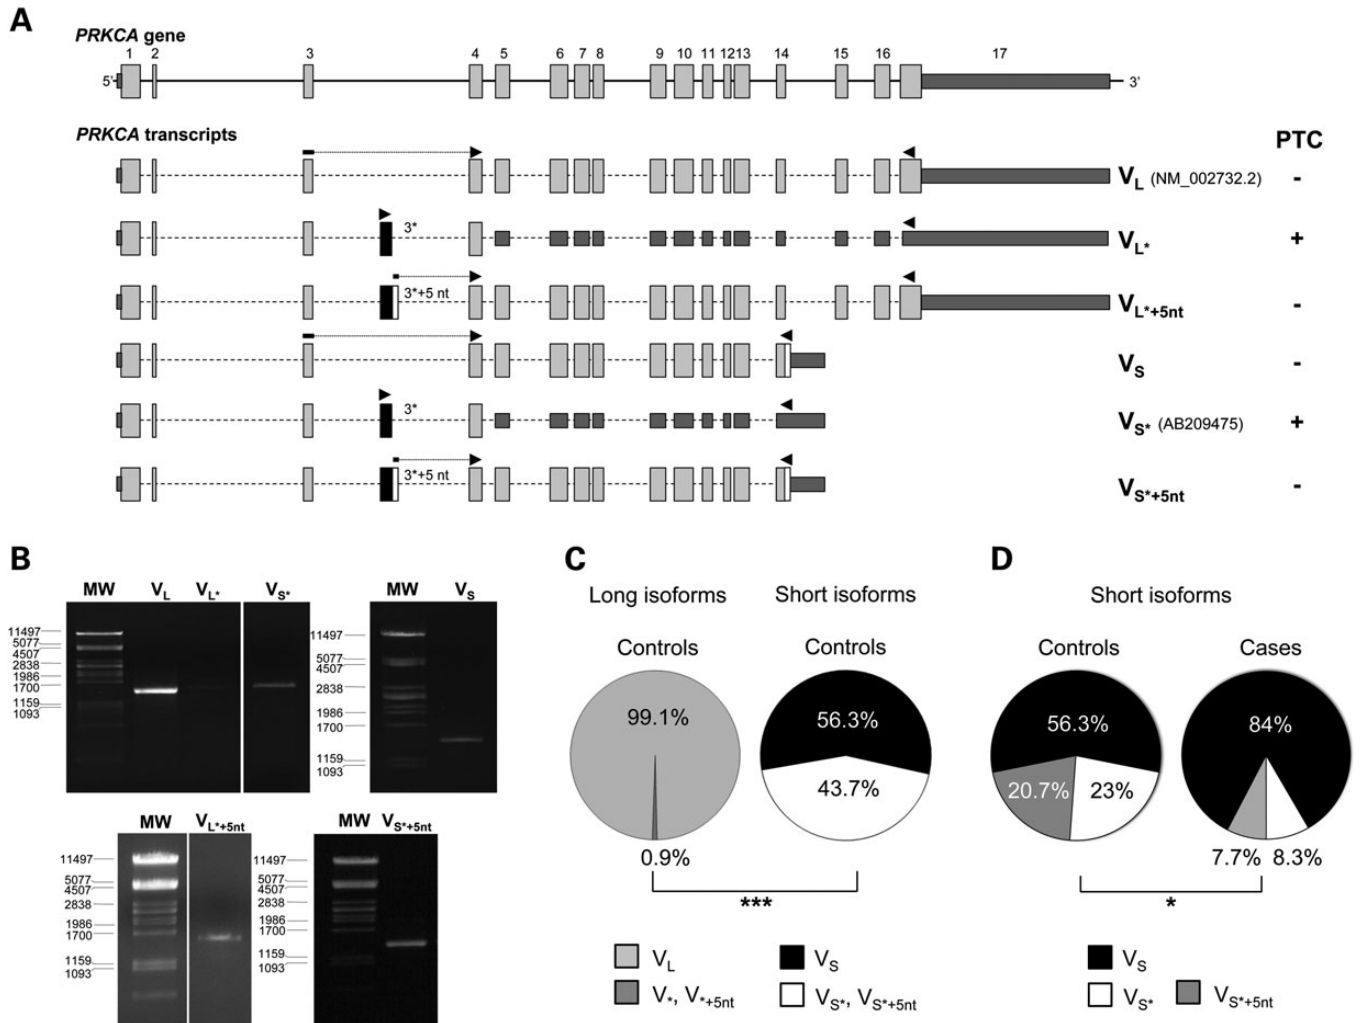 A
PRKCA gene
1 2 3 4 5 6 7 8 9 10 11 12 13 14 15 16 17
5' 3'
PRKCA transcripts
PTC
VL (NM_002732.2) -
3* VL* +
3*+5 nt VL*+5nt -
VS -
3* VS* (AB209475) +
3*+5 nt VS*+5nt -
B
MW VL VL* VS*
11497
5077
4507
2838
1986
1700
1159
1093
MW VS
11497
5077
4507
2838
1986
1700
1159
1093
MW VL*+5nt
11497
5077
4507
2838
1986
1700
1159
1093
MW VS*+5nt
11497
5077
4507
2838
1986
1700
1159
1093
C
Long isoforms Short isoforms
Controls Controls
99.1% 56.3%
43.7%
0.9%
***
VL VS
V*, V*+5nt VS*, VS*+5nt
D
Short isoforms
Controls Cases
56.3% 84%
20.7% 23%
7.7% 8.3%
*
VS
VS* VS*+5nt